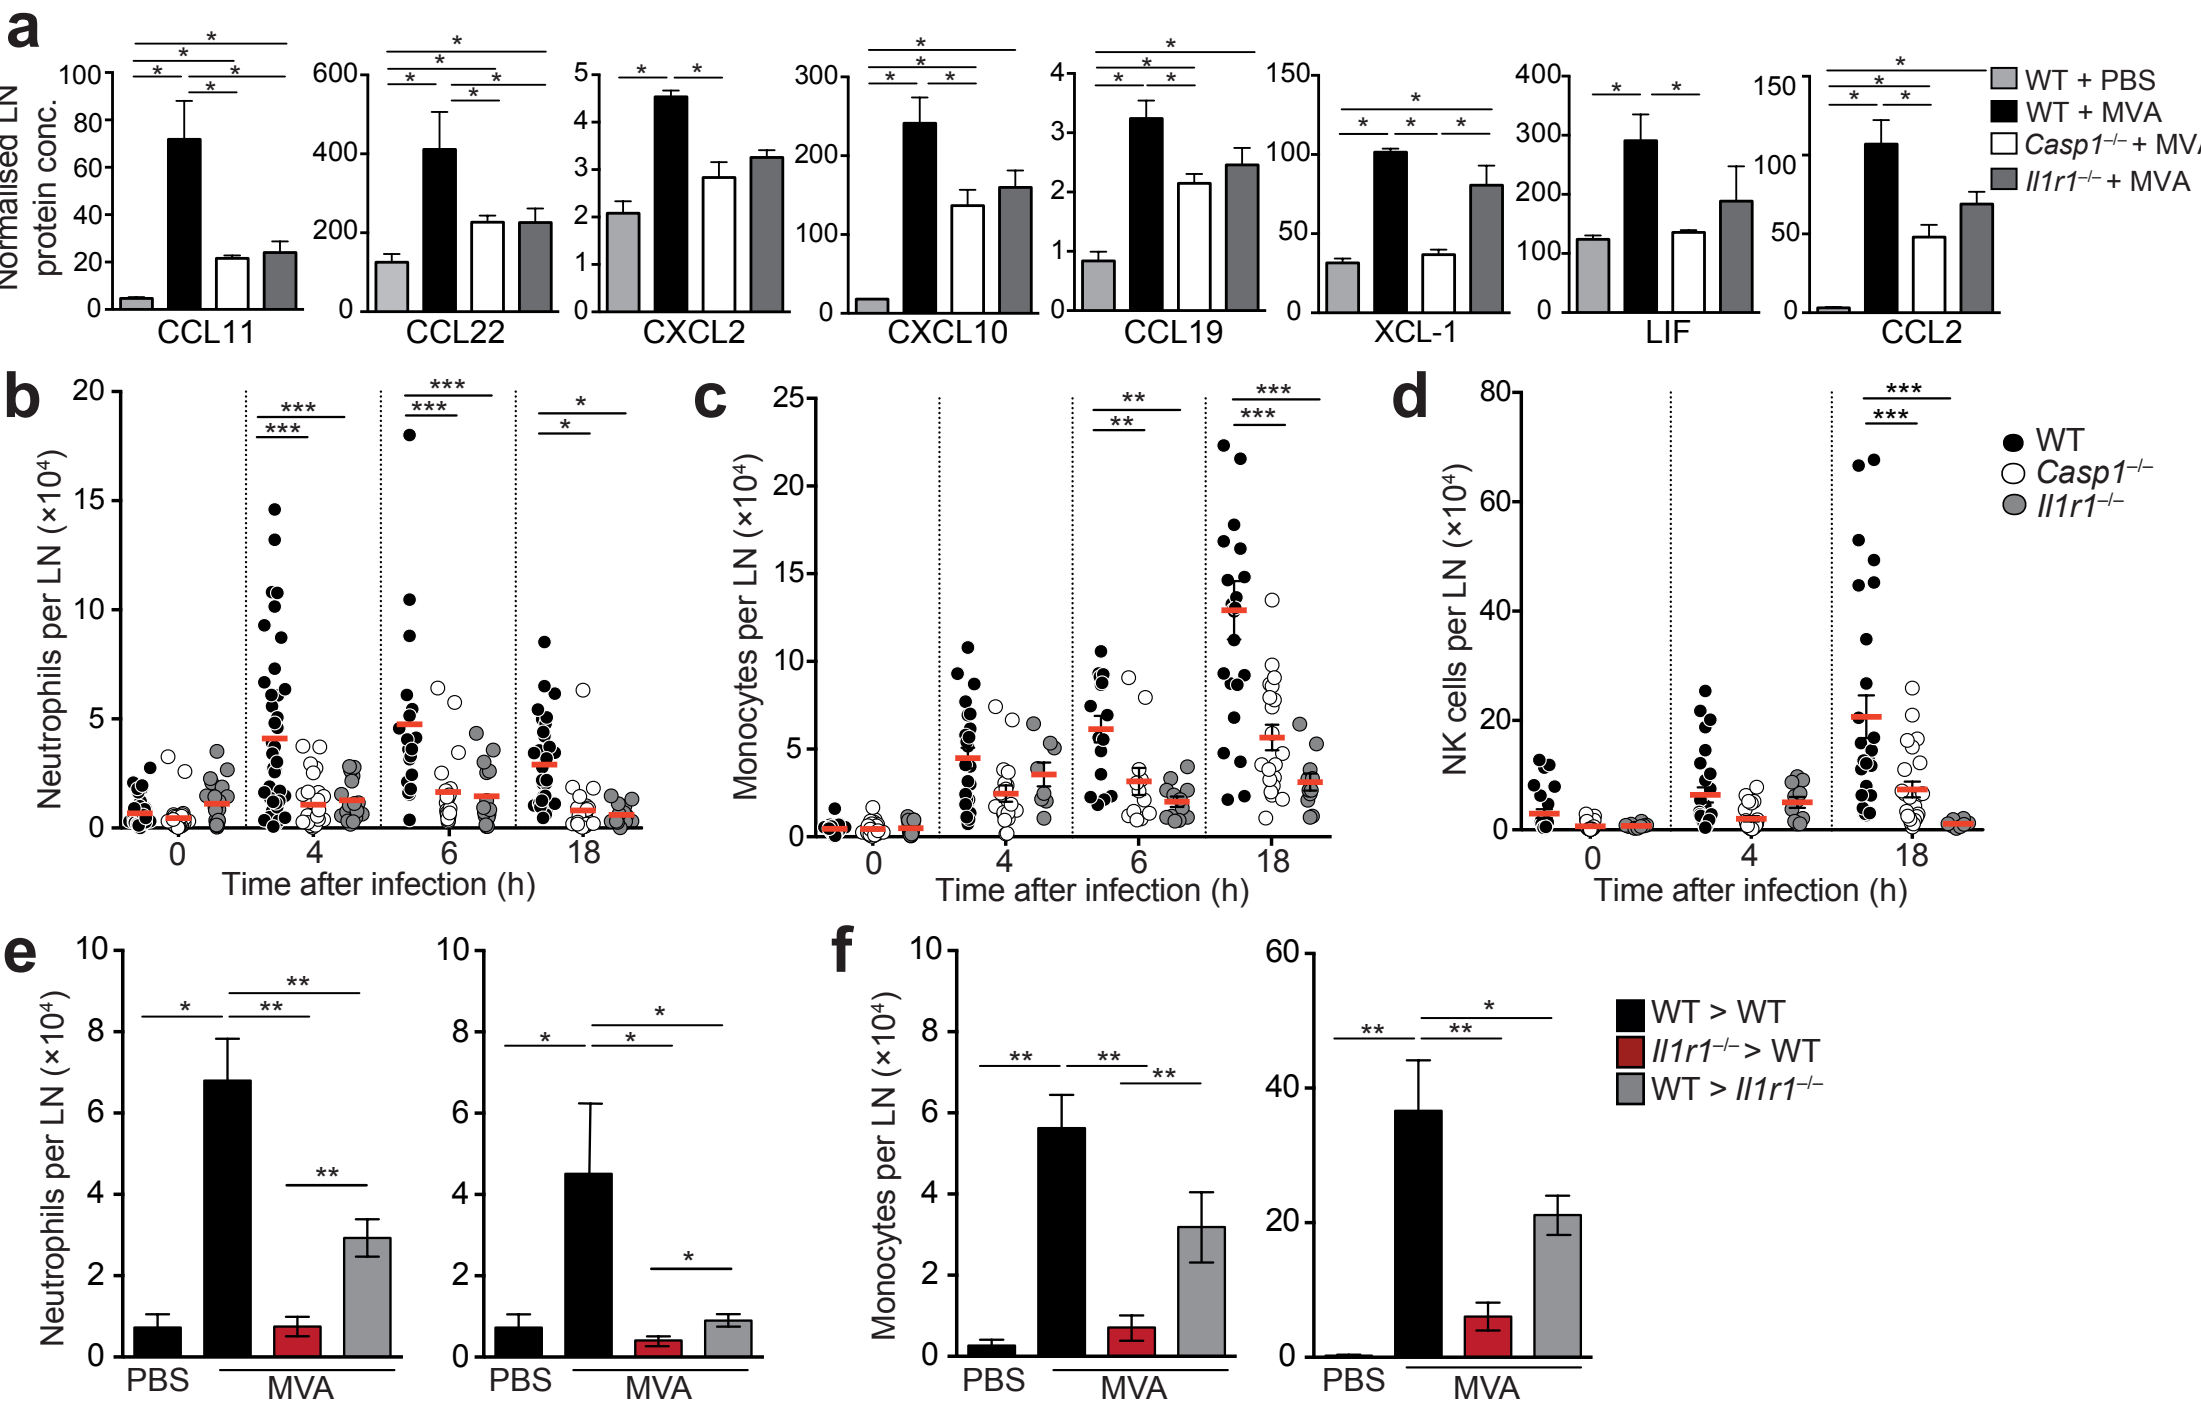 a
Normalised LN
protein conc.
100
80
60
40
20
0
* * * * *
CCL11
600
400
200
0
* * * * *
CCL22
5
4
3
2
1
0
* *
CXCL2
300
200
100
0
* * * *
CXCL10
4
3
2
1
0
* * * *
CCL19
150
100
50
0
* * * *
XCL-1
400
300
200
100
0
* *
LIF
150
100
50
0
* * * *
CCL2
WT + PBS
WT + MVA
Casp1–/– + MVA
Il1r1–/– + MVA
b
Neutrophils per LN (×10⁴)
20
15
10
5
0
*** ***
*** ***
* *
0 4 6 18
Time after infection (h)
c
Monocytes per LN (×10⁴)
25
20
15
10
5
0
** **
*** ***
0 4 6 18
Time after infection (h)
d
NK cells per LN (×10⁴)
80
60
40
20
0
*** ***
0 4 18
Time after infection (h)
WT
Casp1–/–
Il1r1–/–
e
Neutrophils per LN (×10⁴)
10
8
6
4
2
0
* ** ** **
PBS MVA
10
8
6
4
2
0
* * * *
PBS MVA
f
Monocytes per LN (×10⁴)
10
8
6
4
2
0
** ** **
PBS MVA
60
40
20
0
** ** *
PBS MVA
WT > WT
Il1r1–/– > WT
WT > Il1r1–/–